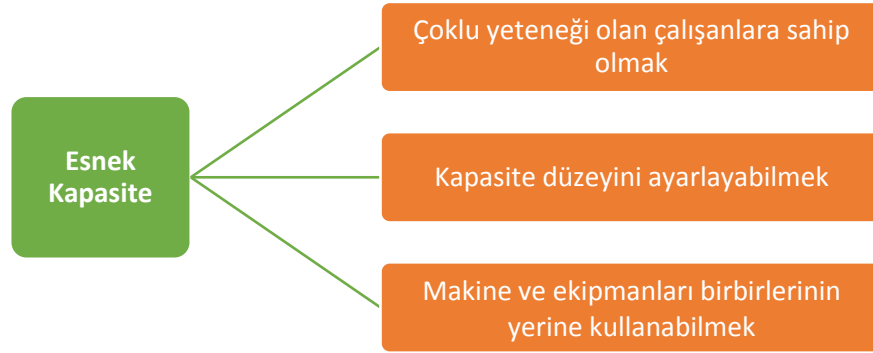 Esnek
Kapasite
Çoklu yeteneği olan çalışanlara sahip
olmak
Kapasite düzeyini ayarlayabilmek
Makine ve ekipmanları birbirlerinin
yerine kullanabilmek